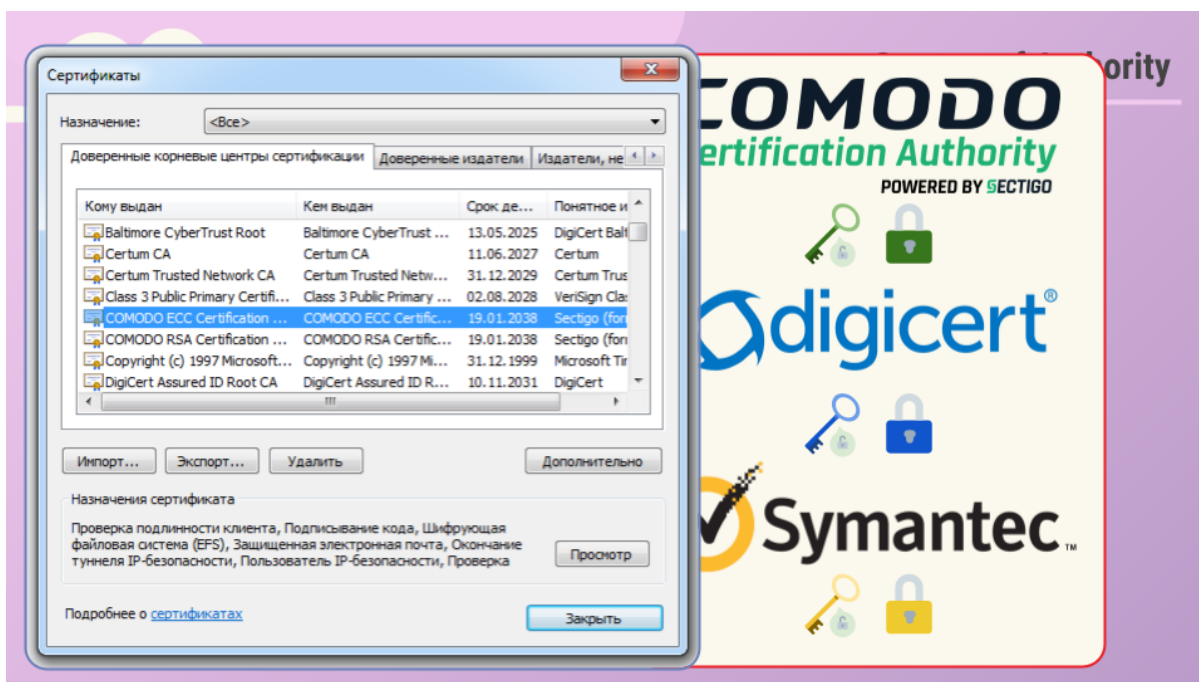 ority
Сертификаты
Назначение: <Все>
Доверенные корневые центры сертификации Доверенные издатели Издатели, не
Кому выдан Кем выдан Срок де... Понятное и
Baltimore CyberTrust Root Baltimore CyberTrust ... 13.05.2025 DigiCert Balt
Certum CA Certum CA 11.06.2027 Certum
Certum Trusted Network CA Certum Trusted Netw... 31.12.2029 Certum Trus
Class 3 Public Primary Certifi... Class 3 Public Primary ... 02.08.2028 VeriSign Clas
COMODO ECC Certification ... COMODO ECC Certific... 19.01.2038 Sectigo (for
COMODO RSA Certification ... COMODO RSA Certific... 19.01.2038 Sectigo (for
Copyright (c) 1997 Microsoft... Copyright (c) 1997 Mi... 31.12.1999 Microsoft Tir
DigiCert Assured ID Root CA DigiCert Assured ID R... 10.11.2031 DigiCert
Импорт... Экспорт... Удалить Дополнительно
Назначения сертификата
Проверка подлинности клиента, Подписывание кода, Шифрующая
файловая система (EFS), Защищенная электронная почта, Окончание
туннеля IP-безопасности, Пользователь IP-безопасности, Проверка
Просмотр
Подробнее о сертификатах
Закрыть
COMODO
ertification Authority
POWERED BY SECTIGO
digicert®
Symantec™